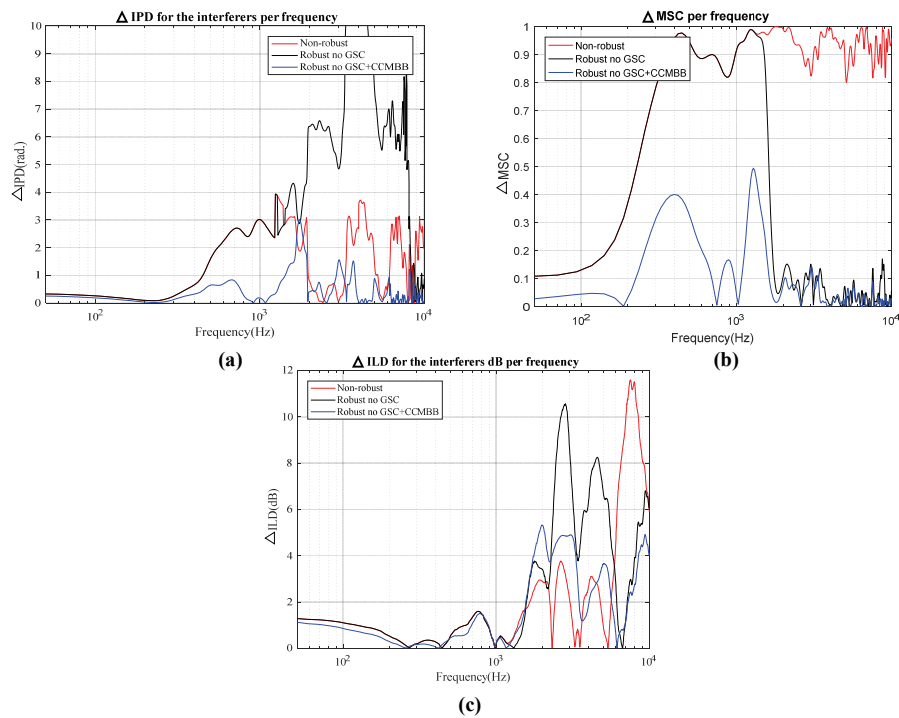 △ IPD for the interferers per frequency
10
8
6
4
2
0
△IPD(rad.)
Non-robust
Robust no GSC
Robust no GSC+CCMBB
10²
10³
10⁴
Frequency(Hz)
(a)
△ MSC per frequency
1
0.9
0.8
0.7
0.6
0.5
0.4
0.3
0.2
0.1
0
△MSC
Non-robust
Robust no GSC
Robust no GSC+CCMBB
10²
10³
10⁴
Frequency(Hz)
(b)
△ ILD for the interferers dB per frequency
12
10
8
6
4
2
0
△ILD(dB)
Non-robust
Robust no GSC
Robust no GSC+CCMBB
10²
10³
10⁴
Frequency(Hz)
(c)